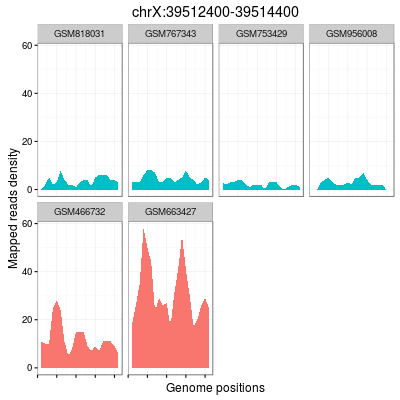 chrX:39512400-39514400
GSM818031 GSM767343 GSM753429 GSM956008
60
40
20
0
GSM466732 GSM663427
60
40
20
0
Mapped reads density
Genome positions